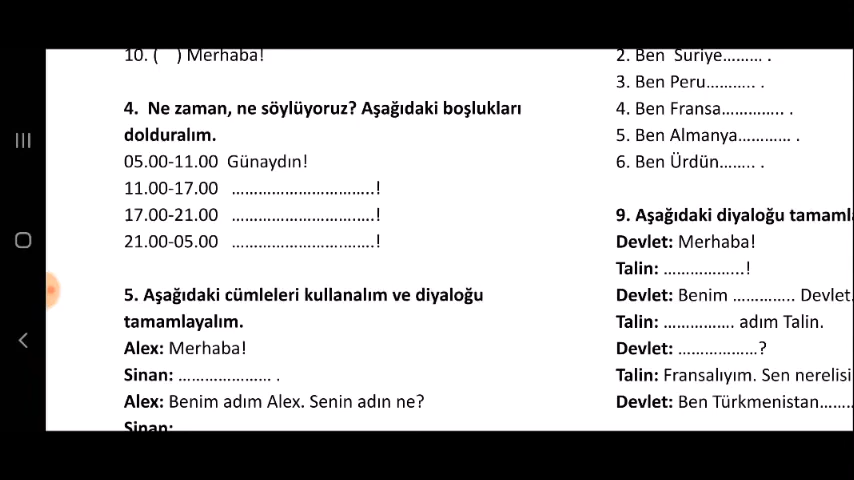 10. ( ) Merhaba!
4. Ne zaman, ne söylüyoruz? Aşağıdaki boşlukları
dolduralım.
05.00-11.00 Günaydın!
11.00-17.00 …………………………..!
17.00-21.00 …………………………..!
21.00-05.00 …………………………..!
5. Aşağıdaki cümleleri kullanalım ve diyaloğu
tamamlayalım.
Alex: Merhaba!
Sinan: ………………… .
Alex: Benim adım Alex. Senin adın ne?
Sinan:
2. Ben Suriye……… .
3. Ben Peru……….. .
4. Ben Fransa………….. .
5. Ben Almanya………… .
6. Ben Ürdün…….. .
9. Aşağıdaki diyaloğu
Devlet: Merhaba!
Talin: ……………...!
Devlet: Benim ………….. Devlet.
Talin: ……………. adım Talin.
Devlet: ………………?
Talin: Fransalıyım. Sen nerelisi
Devlet: Ben Türkmenistan……..